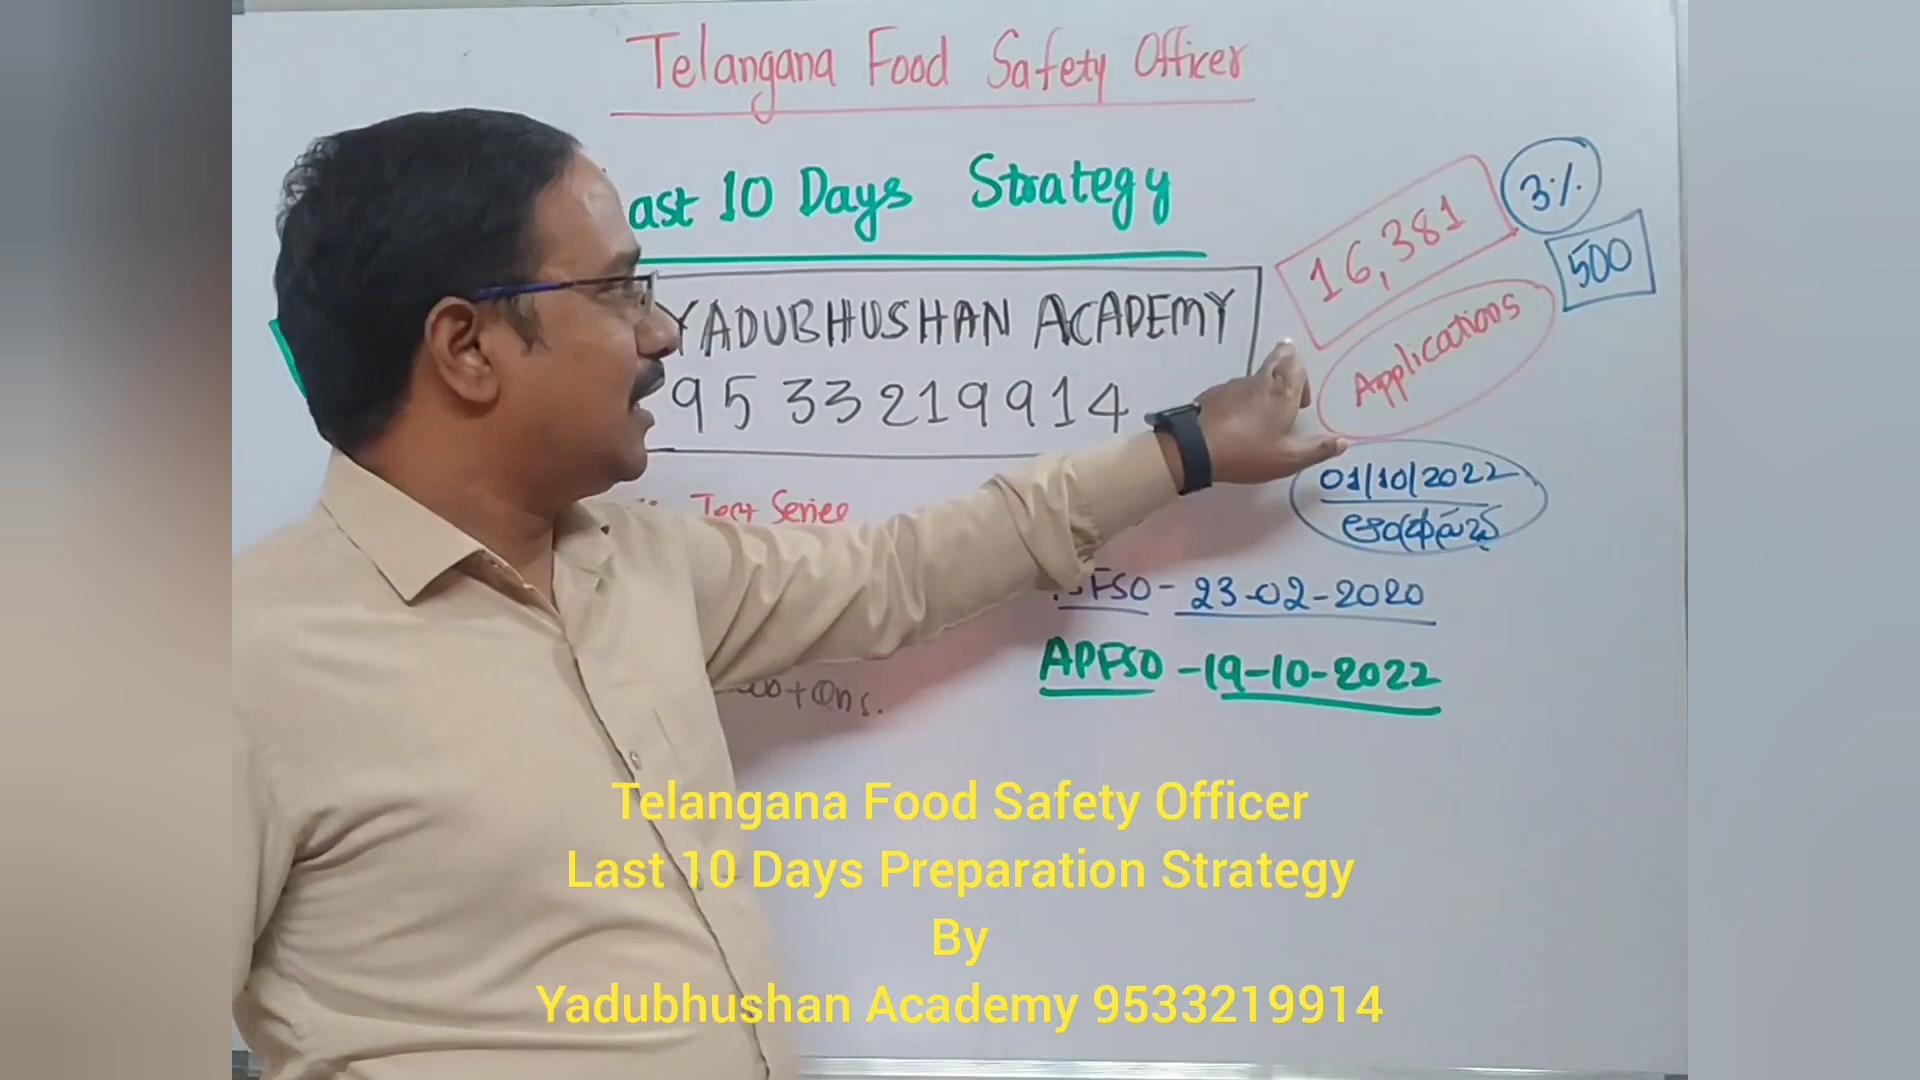 Telangana Food Safety Officer
ast 10 Days Strategy
3%
16,381
500
YADUBHUSHAN ACADEMY
Applications
95 33219914
01/10/2022
Test Series
FSO - 23-02-2020
APFSO - 19-10-2022
Telangana Food Safety Officer
Last 10 Days Preparation Strategy
By
Yadubhushan Academy 9533219914